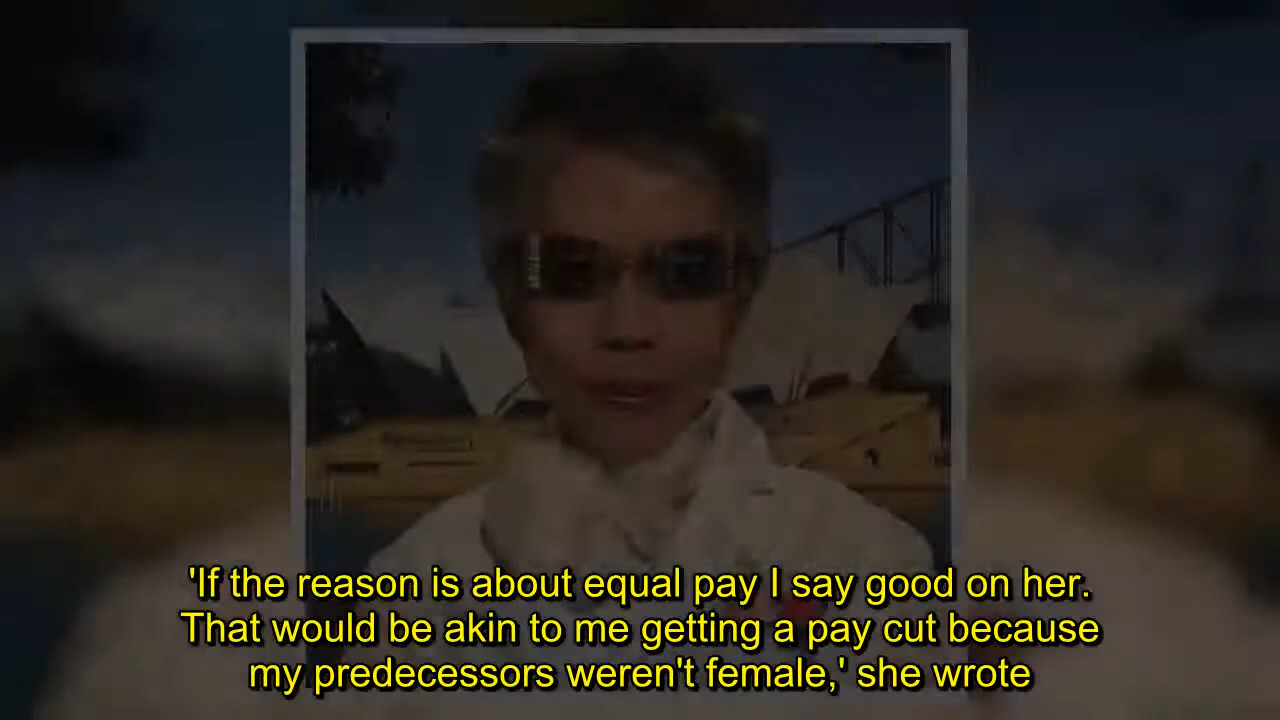 'If the reason is about equal pay I say good on her.
That would be akin to me getting a pay cut because
my predecessors weren't female,' she wrote